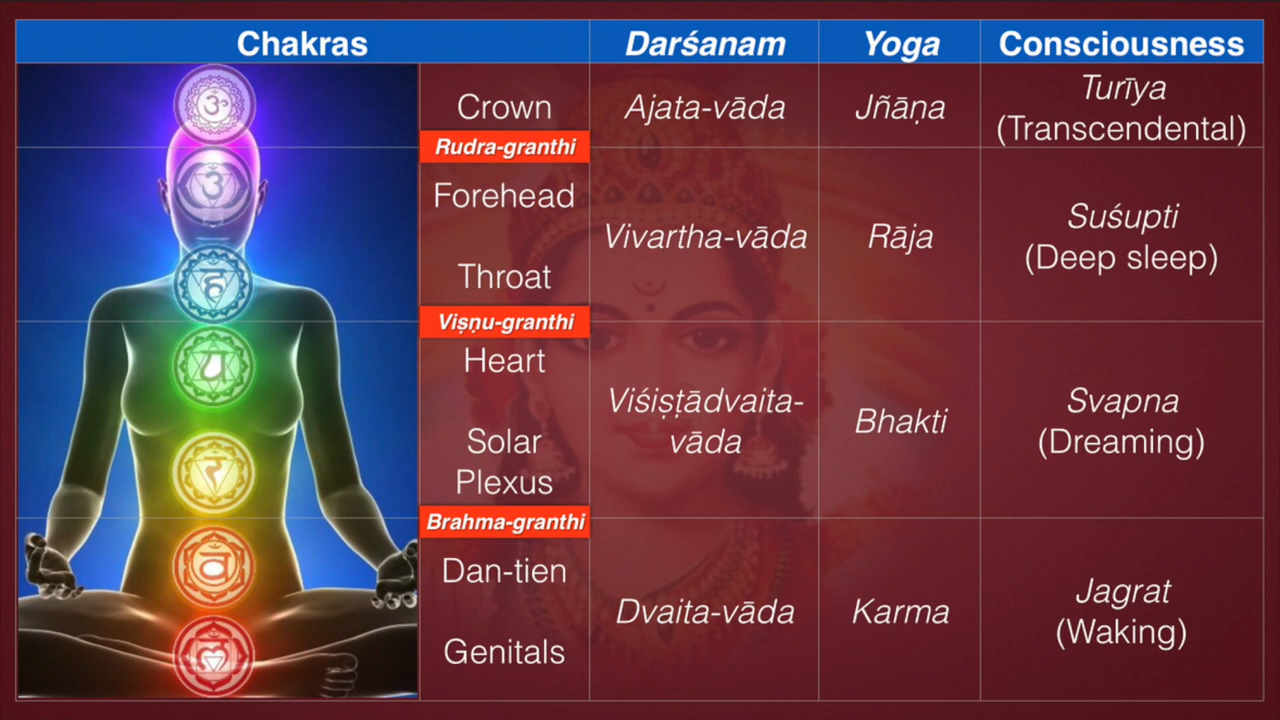 Chakras Darśanam Yoga Consciousness
ॐ
Crown Ajata-vāda Jñāṇa Turīya
(Transcendental)
Rudra-granthi
ॐ
Forehead
Throat
Vivartha-vāda Rāja Suśupti
(Deep sleep)
हं
Viṣṇu-granthi
Heart
Solar
Plexus
Viśiṣṭādvaita-
vāda
Bhakti Svapna
(Dreaming)
यं
रं
Brahma-granthi
Dan-tien
Genitals
Dvaita-vāda Karma Jagrat
(Waking)
वं
लं